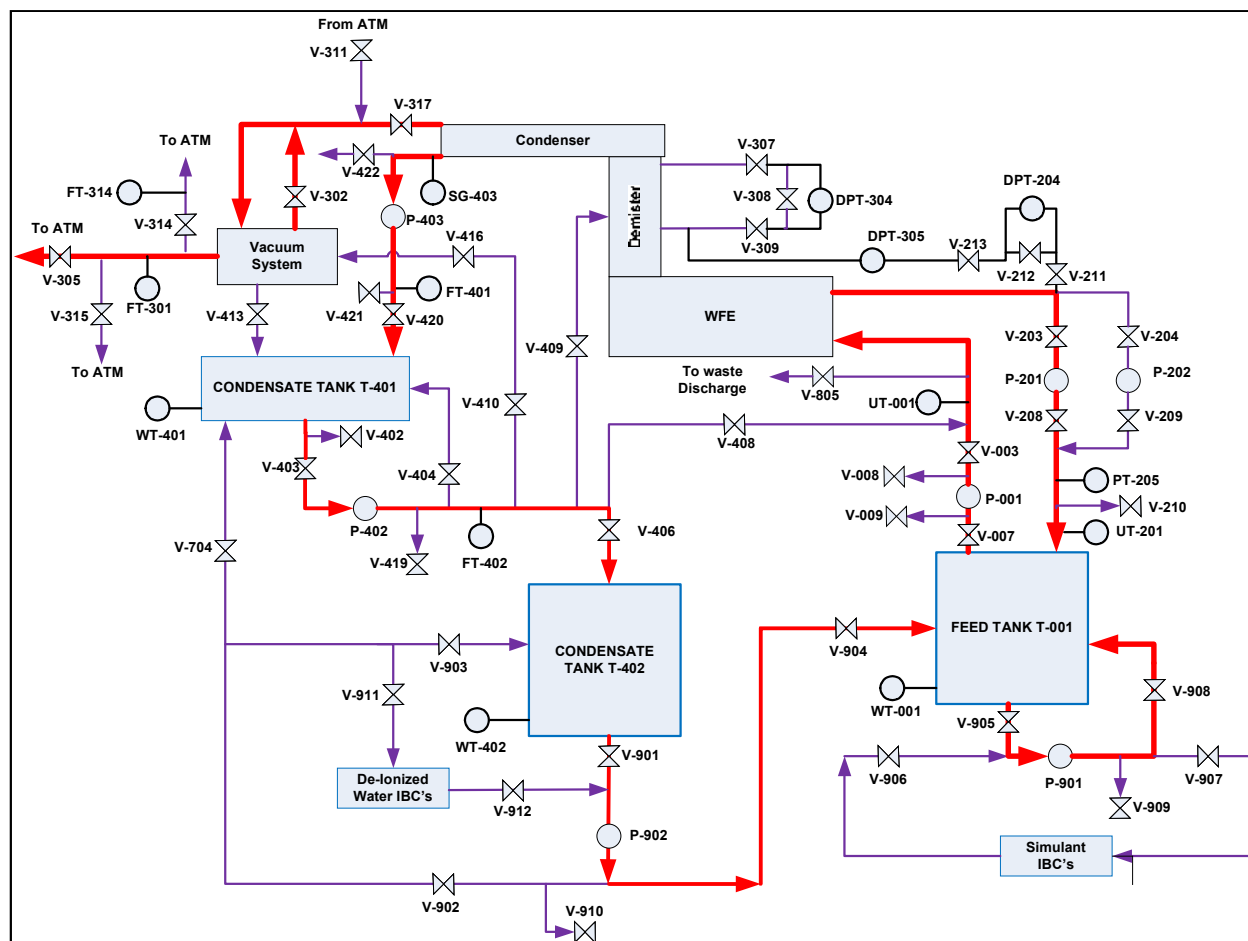 From ATM
V-311
V-317
Condenser
To ATM
V-422
V-307
FT-314
V-302
SG-403
V-308
DPT-304
DPT-204
Demister
V-314
P-403
To ATM
V-416
V-309
Vacuum
System
DPT-305
V-213
V-212
V-211
V-305
FT-301
FT-401
V-315
V-413
V-421
V-420
WFE
V-203
V-204
To ATM
V-409
To waste
Discharge
P-201
P-202
CONDENSATE TANK T-401
V-805
UT-001
V-410
V-208
V-209
WT-401
V-402
V-408
V-403
V-404
V-003
V-008
PT-205
P-001
V-009
V-210
P-402
V-406
V-007
UT-201
V-704
V-419
FT-402
FEED TANK T-001
V-903
CONDENSATE
TANK T-402
V-904
V-911
V-908
WT-001
V-905
WT-402
V-901
V-906
De-Ionized
Water IBC's
V-912
P-901
V-907
V-909
P-902
Simulant
IBC's
V-902
V-910